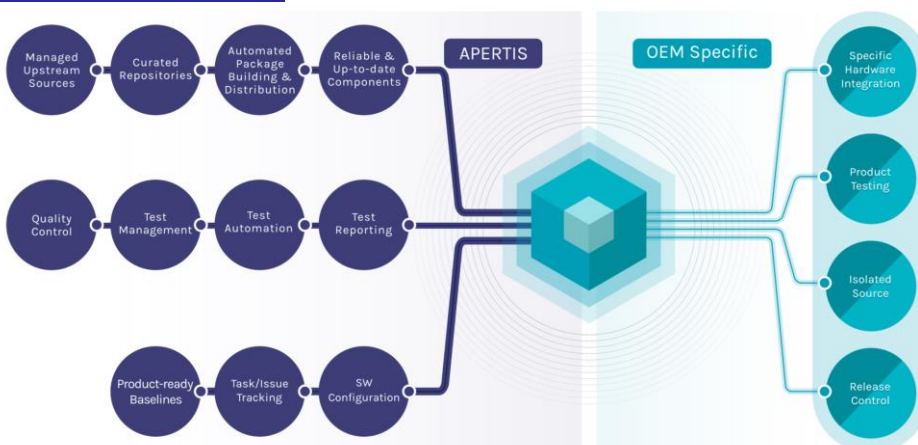 APERTIS
OEM Specific
Managed
Upstream
Sources
Curated
Repositories
Automated
Package
Building &
Distribution
Reliable &
Up-to-date
Components
Specific
Hardware
Integration
Quality
Control
Test
Management
Test
Automation
Test
Reporting
Product
Testing
Isolated
Source
Product-ready
Baselines
Task/Issue
Tracking
SW
Configuration
Release
Control